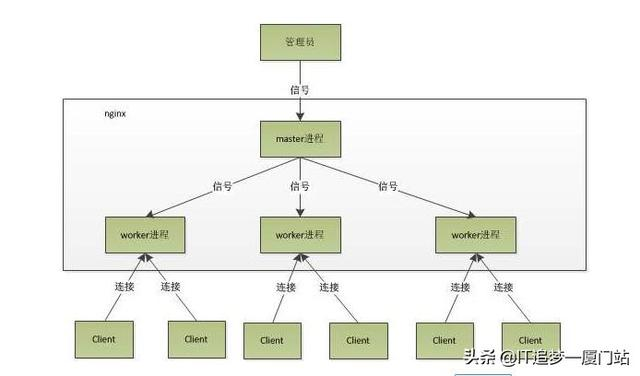 管理员
信号
nginx
master进程
信号 信号 信号
worker进程 worker进程 worker进程
连接 连接 连接 连接 连接 连接
Client Client Client Client Client Client
头条 @IT追梦—厦门站